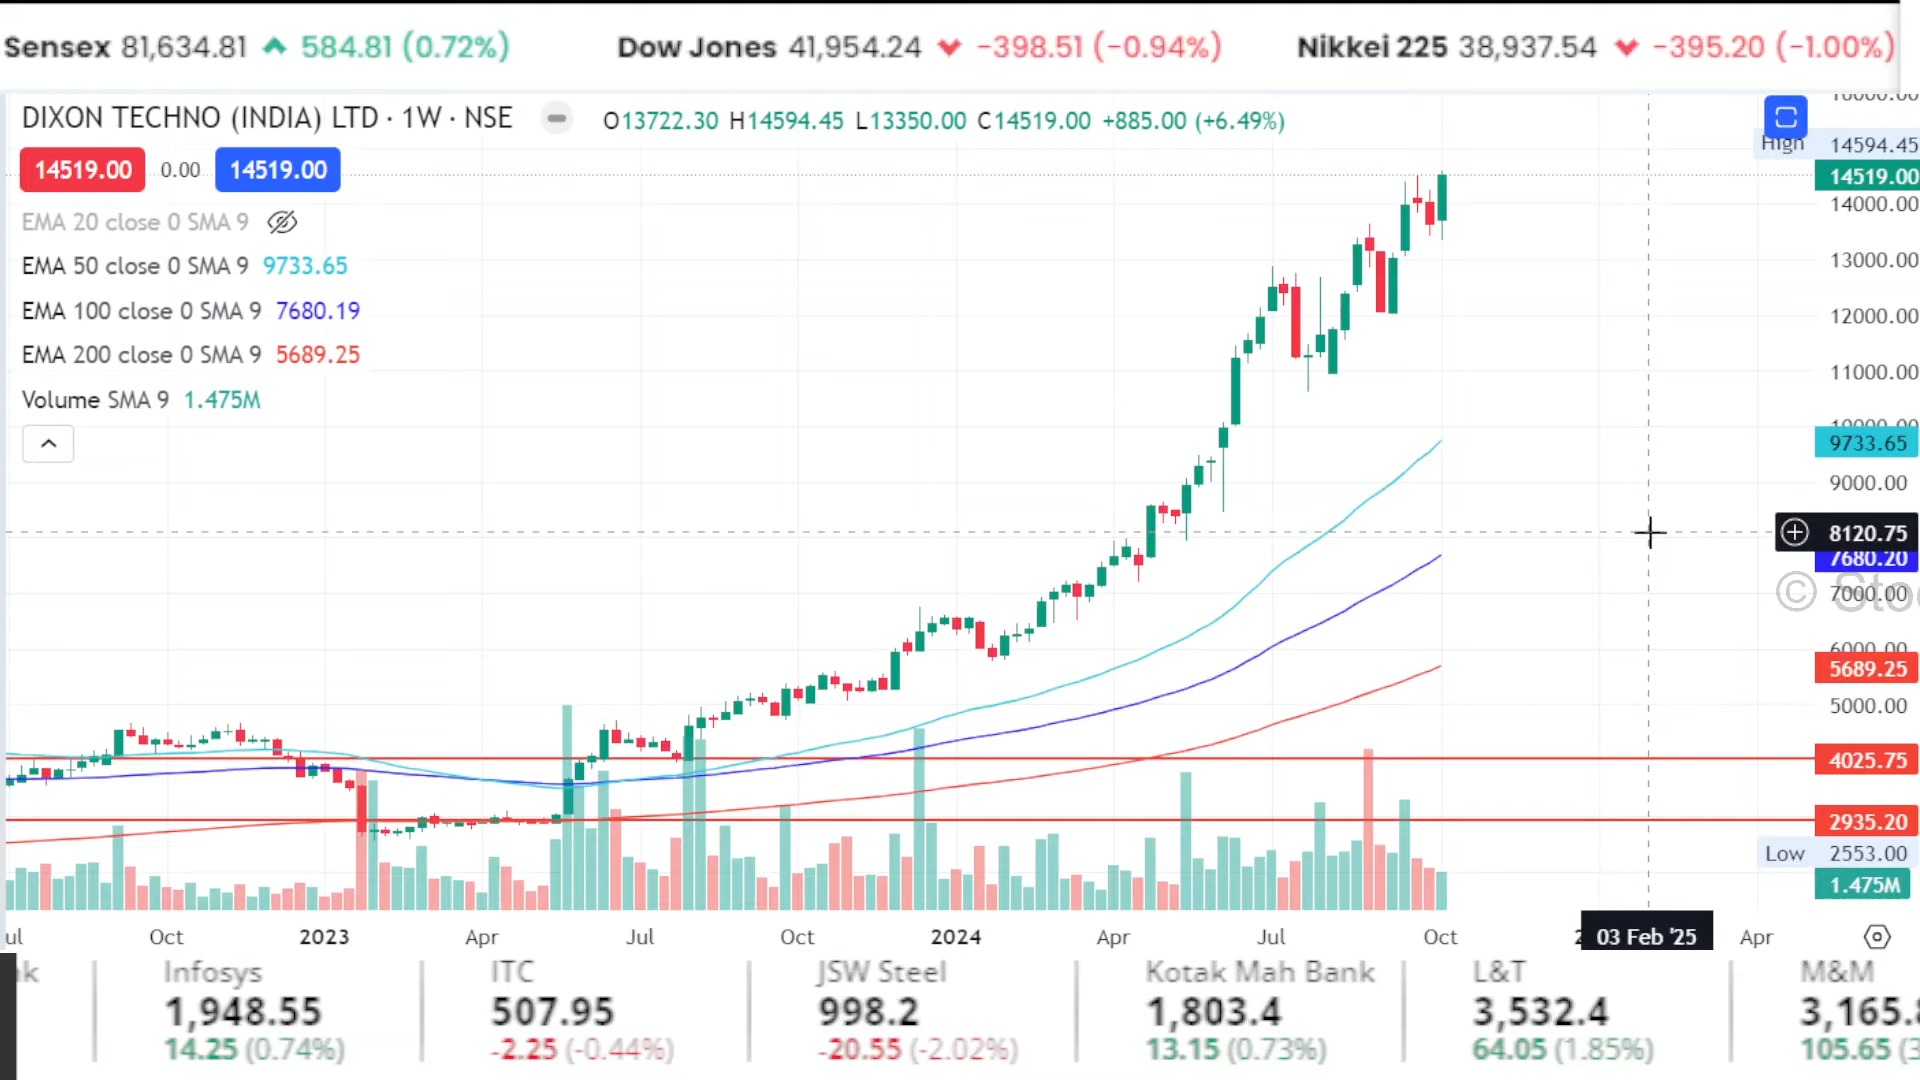 Sensex 81,634.81 584.81 (0.72%) Dow Jones 41,954.24 −398.51 (−0.94%) Nikkei 225 38,937.54 −395.20 (−1.00%)
DIXON TECHNO (INDIA) LTD · 1W · NSE O13722.30 H14594.45 L13350.00 C14519.00 +885.00 (+6.49%)
14519.00 0.00 14519.00
EMA 20 close 0 SMA 9
EMA 50 close 0 SMA 9 9733.65
EMA 100 close 0 SMA 9 7680.19
EMA 200 close 0 SMA 9 5689.25
Volume SMA 9 1.475M
16000.00
High 14594.45
14519.00
14000.00
13000.00
12000.00
11000.00
10000.00
9733.65
9000.00
8120.75
7680.20
7000.00
6000.00
5689.25
5000.00
4025.75
2935.20
Low 2553.00
1.475M
Oct 2023 Apr Jul Oct 2024 Apr Jul Oct 03 Feb '25 Apr
Infosys ITC JSW Steel Kotak Mah Bank L&T M&M
1,948.55 507.95 998.2 1,803.4 3,532.4
14.25 (0.74%) -2.25 (-0.44%) -20.55 (-2.02%) 13.15 (0.73%) 64.05 (1.85%) 105.65